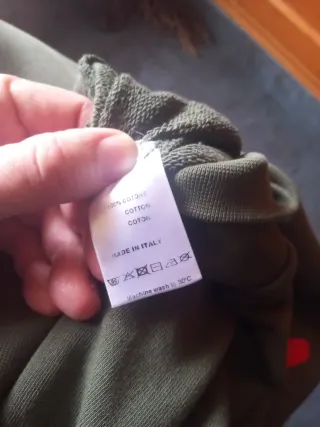 100% COTONE
COTTON
COTON
MADE IN ITALY
Machine wash to 30°C